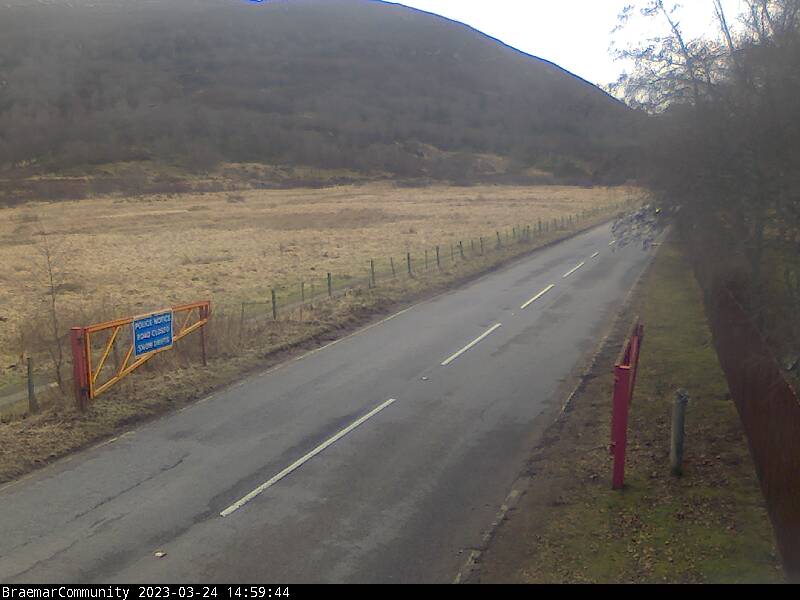 POLICE NOTICE
ROAD CLOSED
SNOW DRIFTS
BraemarCommunity 2023-03-24 14:59:44